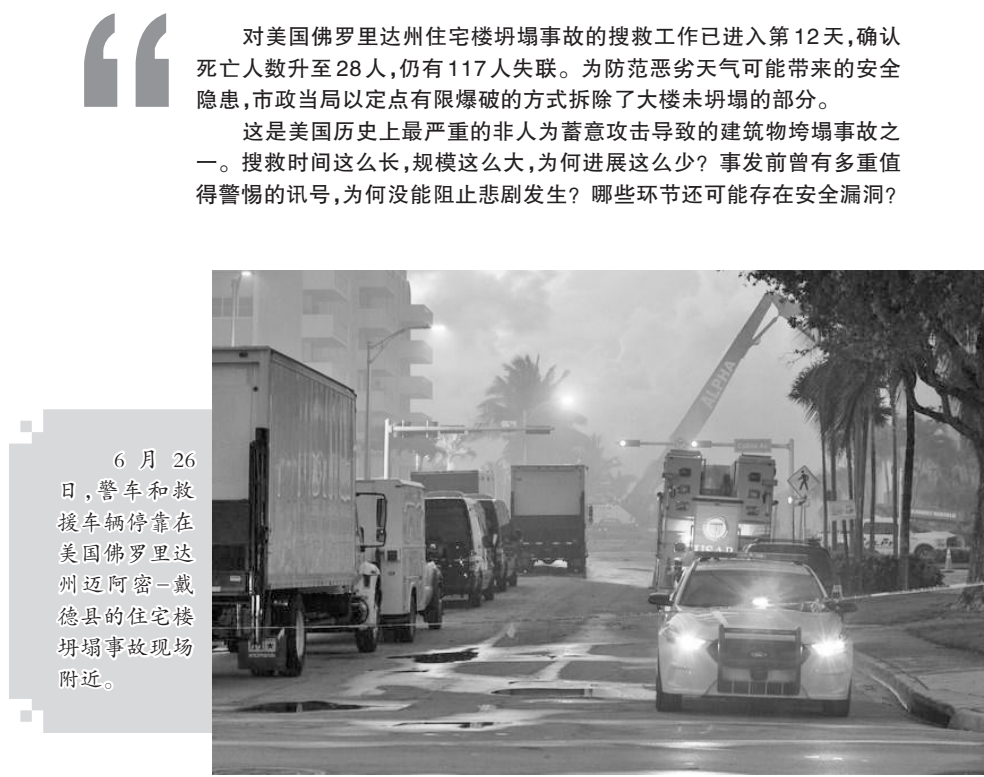 对美国佛罗里达州住宅楼坍塌事故的搜救工作已进入第12天,确认
死亡人数升至28人,仍有117人失联。为防范恶劣天气可能带来的安全
隐患,市政当局以定点有限爆破的方式拆除了大楼未坍塌的部分。
这是美国历史上最严重的非人为蓄意攻击导致的建筑物垮塌事故之
一。搜救时间这么长,规模这么大,为何进展这么少?事发前曾有多重值
得警惕的讯号,为何没能阻止悲剧发生?哪些环节还可能存在安全漏洞?
6月26
日,警车和救
援车辆停靠在
美国佛罗里达
州迈阿密-戴
德县的住宅楼
坍塌事故现场
附近。
ALPHA
USAR